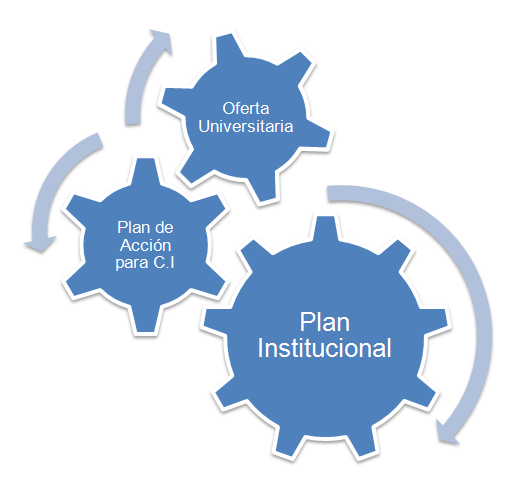 Oferta
Universitaria
Plan de
Acción
para C.I
Plan
Institucional